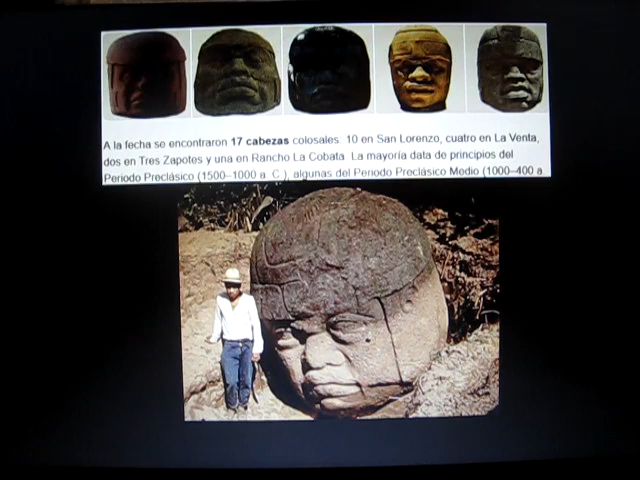 A la fecha se encontraron 17 cabezas colosales. 10 en San Lorenzo, cuatro en La Venta,
dos en Tres Zapotes y una en Rancho La Cobata. La mayoría data de principios del
Periodo Preclásico (1500–1000 a. C.), algunas del Periodo Preclásico Medio (1000–400 a